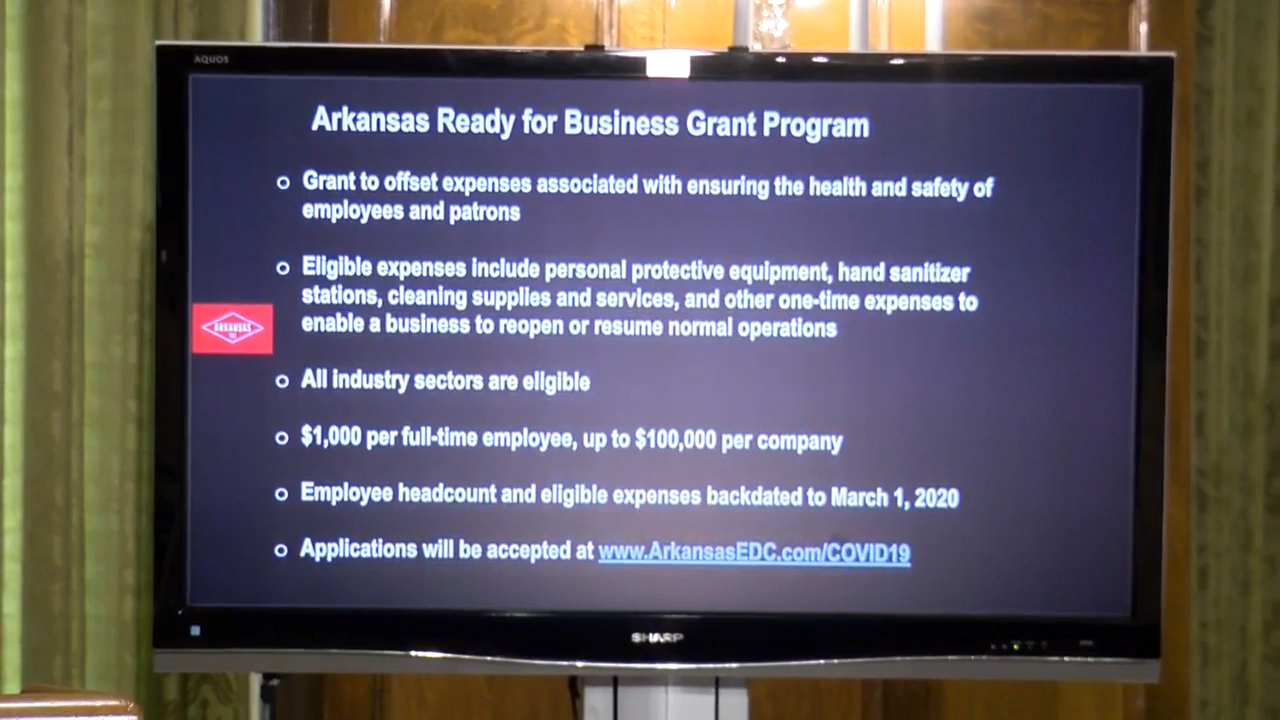 AQUOS
Arkansas Ready for Business Grant Program
Grant to offset expenses associated with ensuring the health and safety of
employees and patrons
Eligible expenses include personal protective equipment, hand sanitizer
stations, cleaning supplies and services, and other one-time expenses to
enable a business to reopen or resume normal operations
ARKANSAS
All industry sectors are eligible
$1,000 per full-time employee, up to $100,000 per company
Employee headcount and eligible expenses backdated to March 1, 2020
Applications will be accepted at www.ArkansasEDC.com/COVID19
SHARP